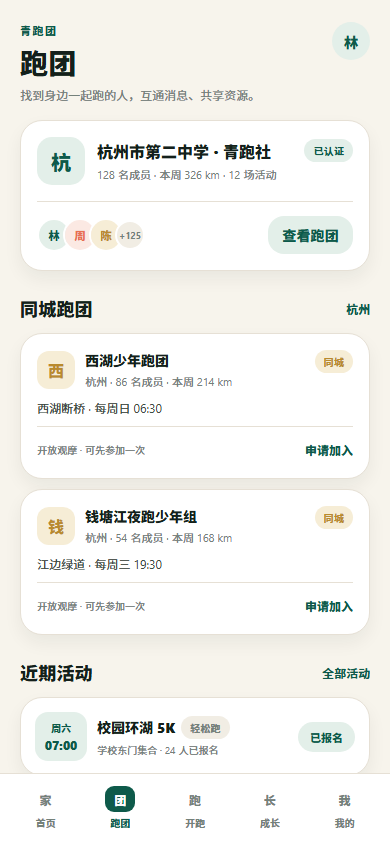 青跑团
跑团
林
找到身边一起跑的人，互通消息、共享资源。
杭
杭州市第二中学 · 青跑社
已认证
128 名成员 · 本周 326 km · 12 场活动
林 周 陈 +125
查看跑团
同城跑团
杭州
西
西湖少年跑团
同城
杭州 · 86 名成员 · 本周 214 km
西湖断桥 · 每周日 06:30
开放观摩 · 可先参加一次
申请加入
钱
钱塘江夜跑少年组
同城
杭州 · 54 名成员 · 本周 168 km
江边绿道 · 每周三 19:30
开放观摩 · 可先参加一次
申请加入
近期活动
全部活动
周六
07:00
校园环湖 5K 轻松跑
学校东门集合 · 24 人已报名
已报名
家 团 跑 长 我
首页 跑团 开跑 成长 我的